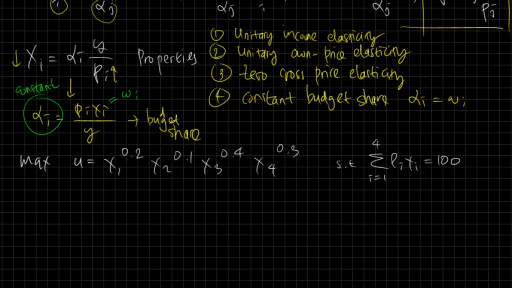 αj αj pi
① Unitary income elasticity
② Unitary own-price elasticity
↓ Xi = αi y/Pi↑ Properties
③ Zero cross price elasticity
constant ↓
④ constant budget share αi = wi
αi = PiXi/y = wi → budget share
max u = X₁^0.2 X₂^0.1 X₃^0.4 X₄^0.3 s.t ∑_{i=1}^{4} PiXi = 100